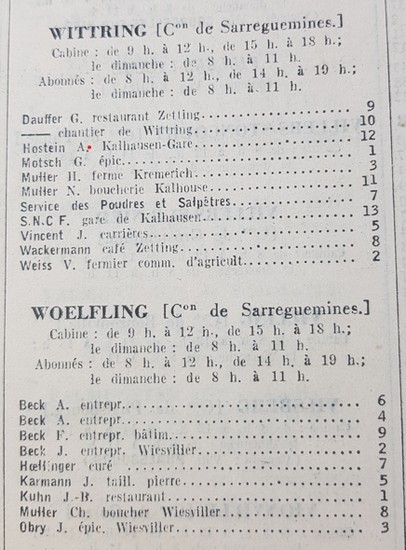 WITTRING [Con de Sarreguemines.]
Cabine : de 9 h. à 12 h., de 15 h. à 18 h.;
le dimanche : de 8 h. à 11 h.
Abonnés : de 8 h. à 12 h., de 14 h. à 19 h.;
le dimanche : de 8 h. à 11 h.
Dauffer G. restaurant Zetting 9
—— chantier de Wittring 10
Hostein A. Kalhausen-Gare 12
Motsch G. épic. 1
Muller H. ferme Kremerich 3
Muller N. boucherie Kalhouse 11
Service des Poudres et Salpêtres 7
S.N.C F. gare de Kalhausen 13
Vincent J. carrières 5
Wackermann café Zetting 8
Weiss V. fermier comm. d'agricult 2
WOELFLING [Con de Sarreguemines.]
Cabine : de 9 h. à 12 h., de 15 h. à 18 h.;
le dimanche : de 8 h. à 11 h.
Abonnés : de 8 h. à 12 h., de 14 h. à 19 h.;
le dimanche : de 8 h. à 11 h.
Beck A. entrepr. 6
Beck A. entrepr. 4
Beck F. entrepr. bâtim. 9
Beck J. entrepr. Wiesviller 2
Hœffinger curé 7
Karmann J. taill. pierre 5
Kuhn J.-B. restaurant 1
Muller Ch. boucher Wiesviller 8
Obry J. épic. Wiesviller 3